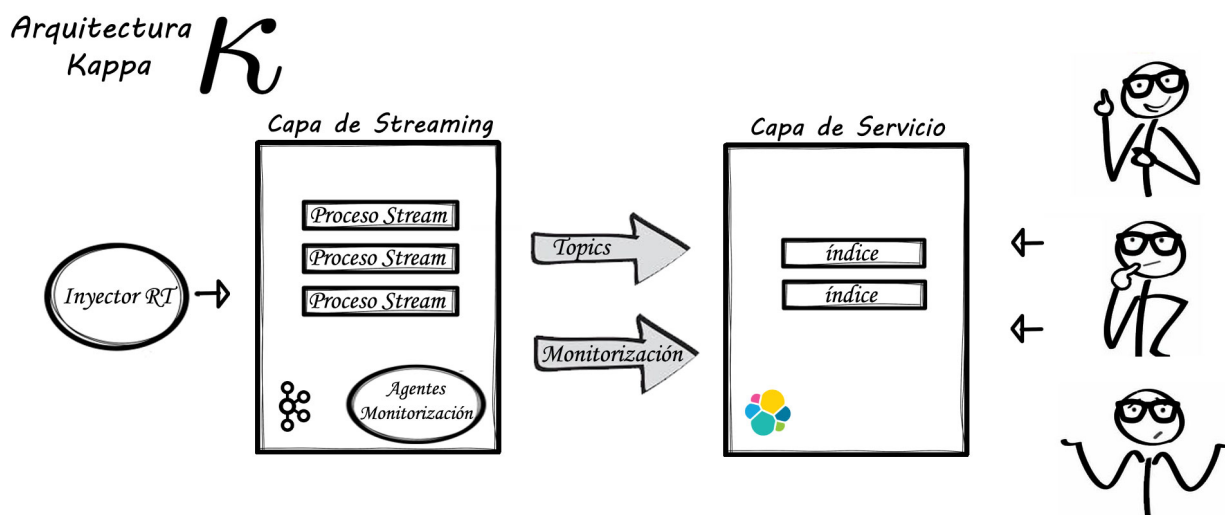 Arquitectura
Kappa
K
Capa de Streaming
Capa de Servicio
Proceso Stream
Proceso Stream
Proceso Stream
Inyector RT
Agentes
Monitorización
Topics
Monitorización
índice
índice